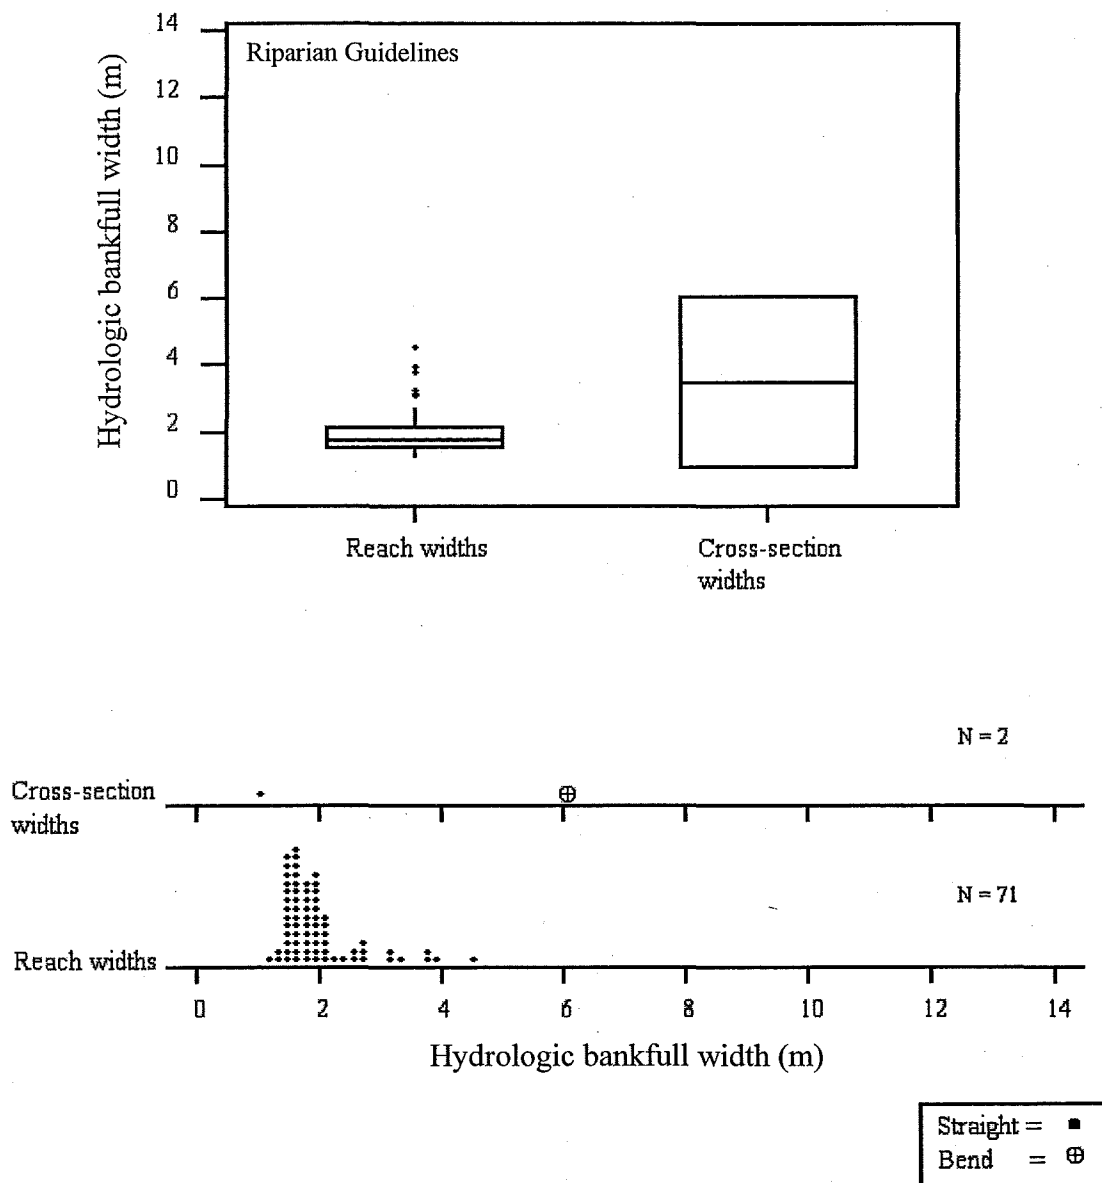 Riparian Guidelines
Hydrologic bankfull width (m)
14
12
10
8
6
4
2
0
Reach widths
Cross-section
widths
N = 2
Cross-section
widths
N = 71
Reach widths
0 2 4 6 8 10 12 14
Hydrologic bankfull width (m)
Straight =
Bend =